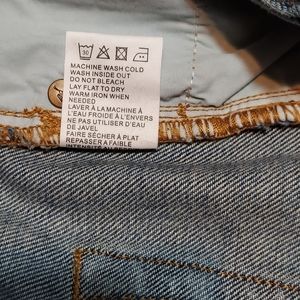 MACHINE WASH COLD
WASH INSIDE OUT
DO NOT BLEACH
LAY FLAT TO DRY
WARM IRON WHEN
NEEDED
LAVER À LA MACHINE À
L'EAU FROIDE À L'ENVERS
NE PAS UTILISER D'EAU
DE JAVEL
FAIRE SÉCHER À PLAT
REPASSER A FAIBLE